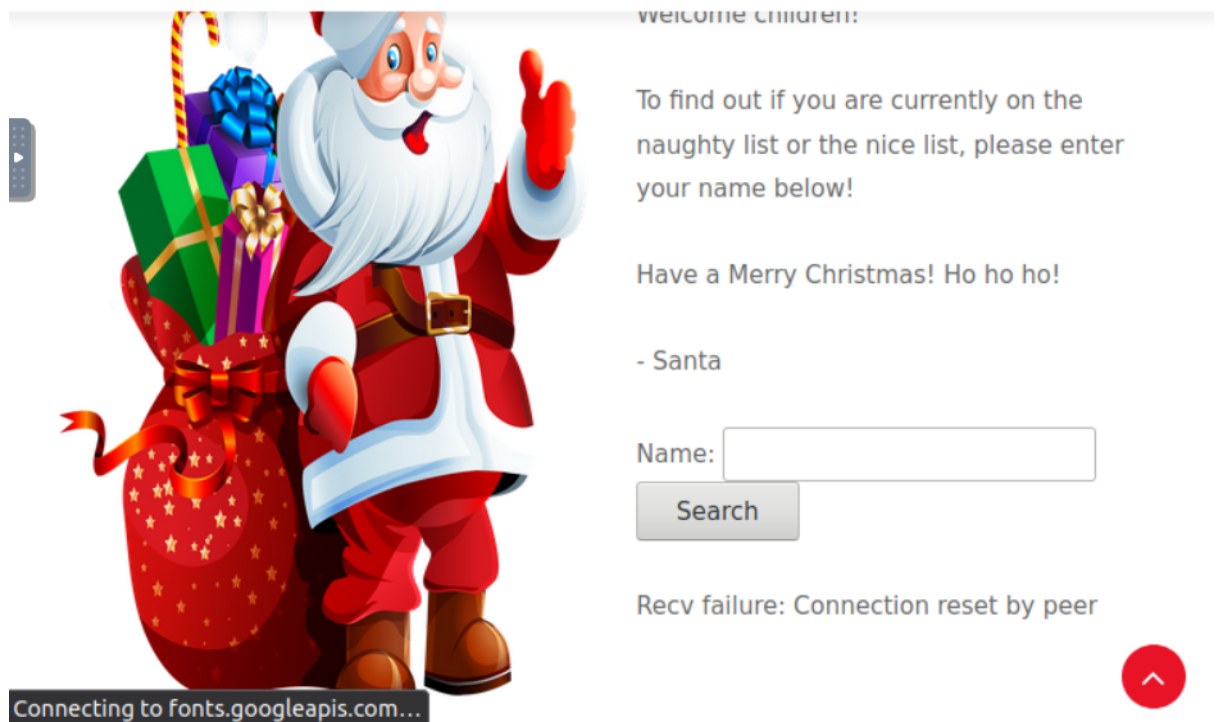 Welcome children!
To find out if you are currently on the
naughty list or the nice list, please enter
your name below!
Have a Merry Christmas! Ho ho ho!
- Santa
Name:
Search
Recv failure: Connection reset by peer
Connecting to fonts.googleapis.com...